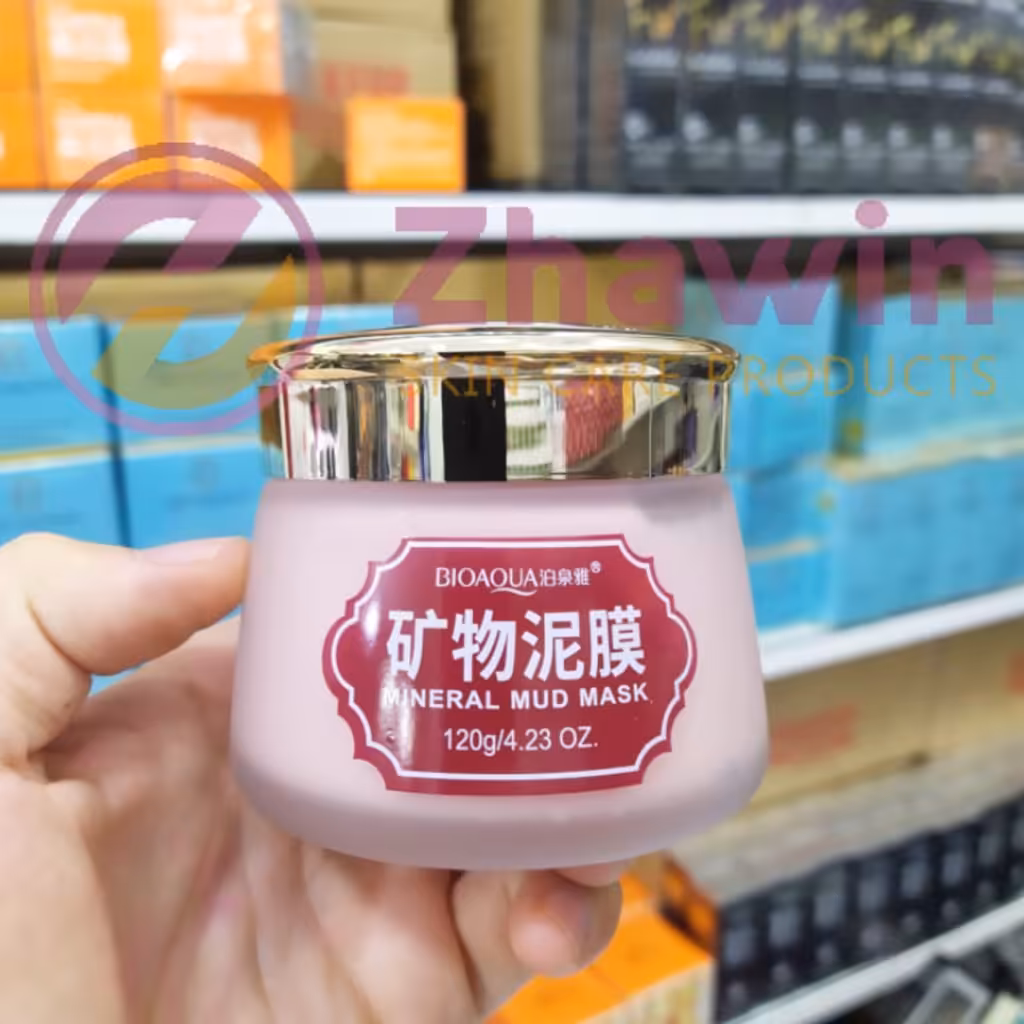 Zhawin
SKIN CARE PRODUCTS
BIOAQUA泊泉雅®
矿物泥膜
MINERAL MUD MASK
120g/4.23 OZ.